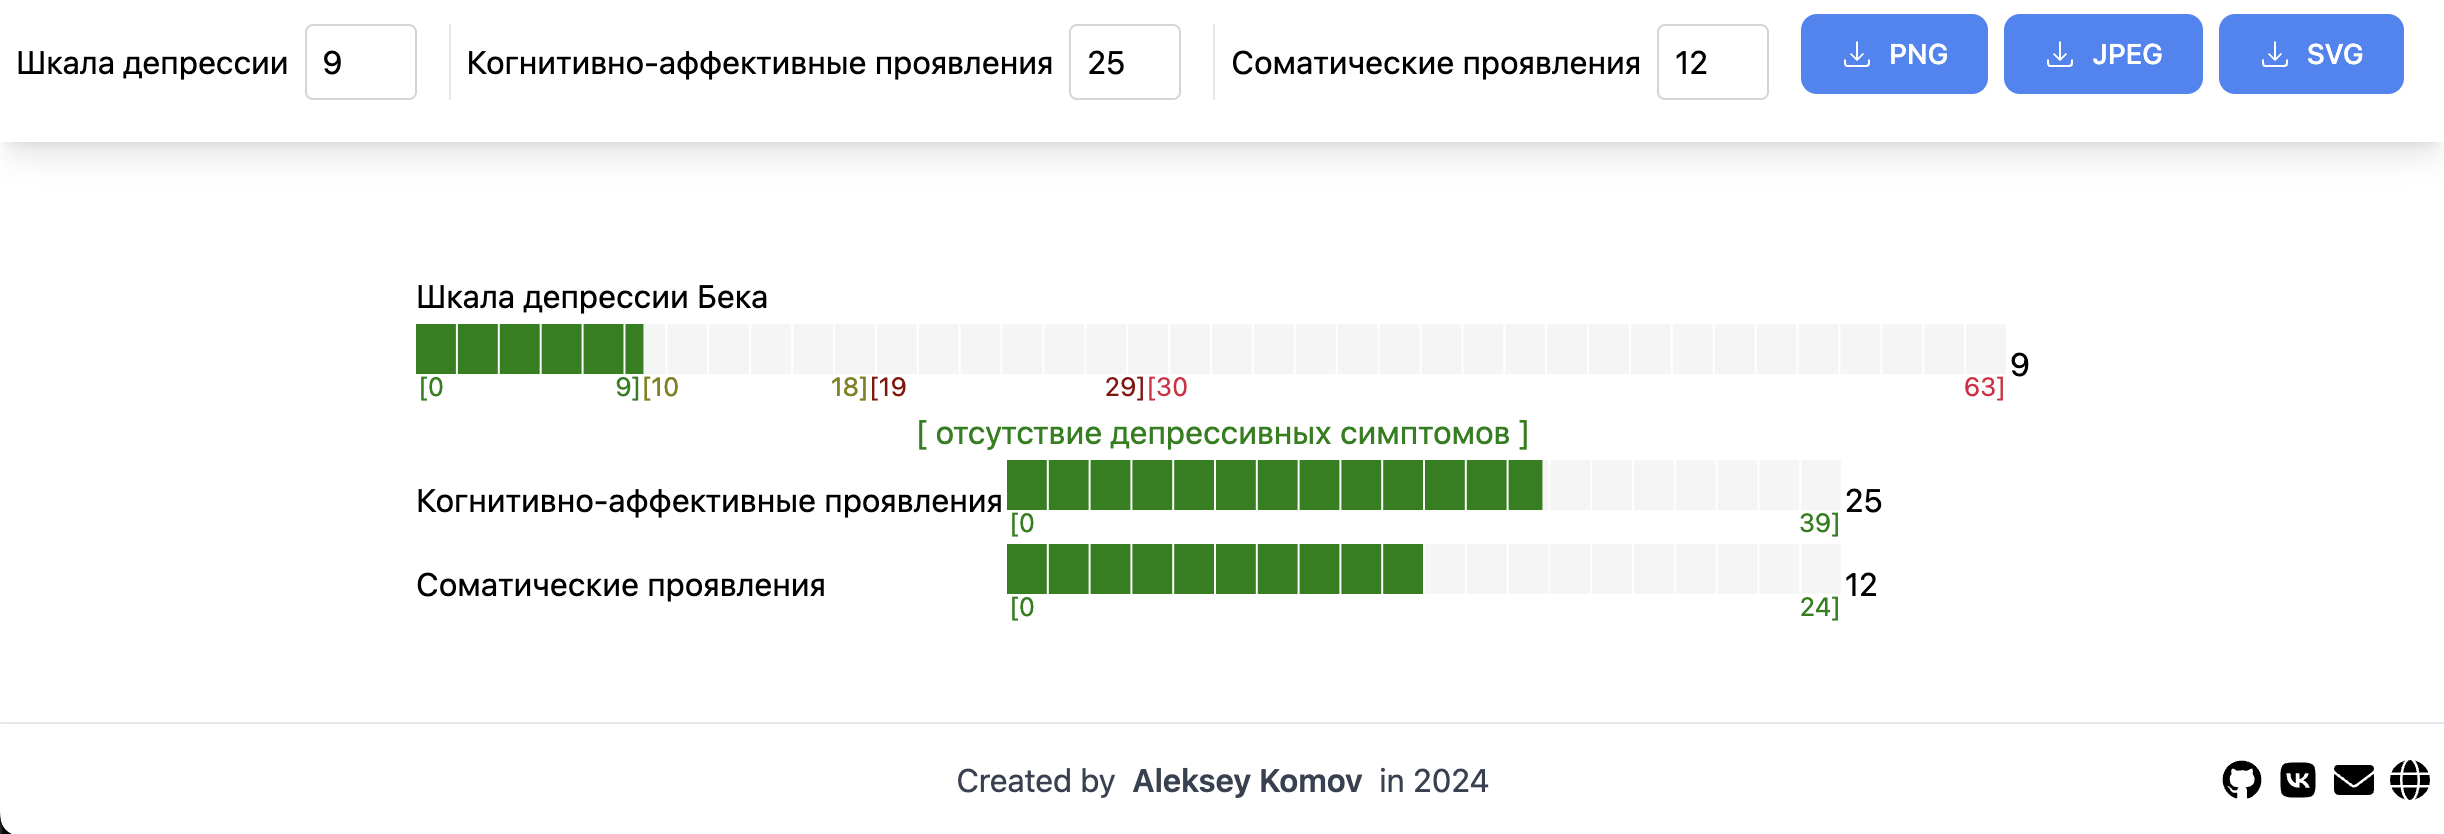 Шкала депрессии 9 Когнитивно-аффективные проявления 25 Соматические проявления 12 PNG JPEG SVG
Шкала депрессии Бека
9
[0 9][10 18][19 29][30 63]
[ отсутствие депрессивных симптомов ]
Когнитивно-аффективные проявления 25
[0 39]
Соматические проявления 12
[0 24]
Created by Aleksey Komov in 2024